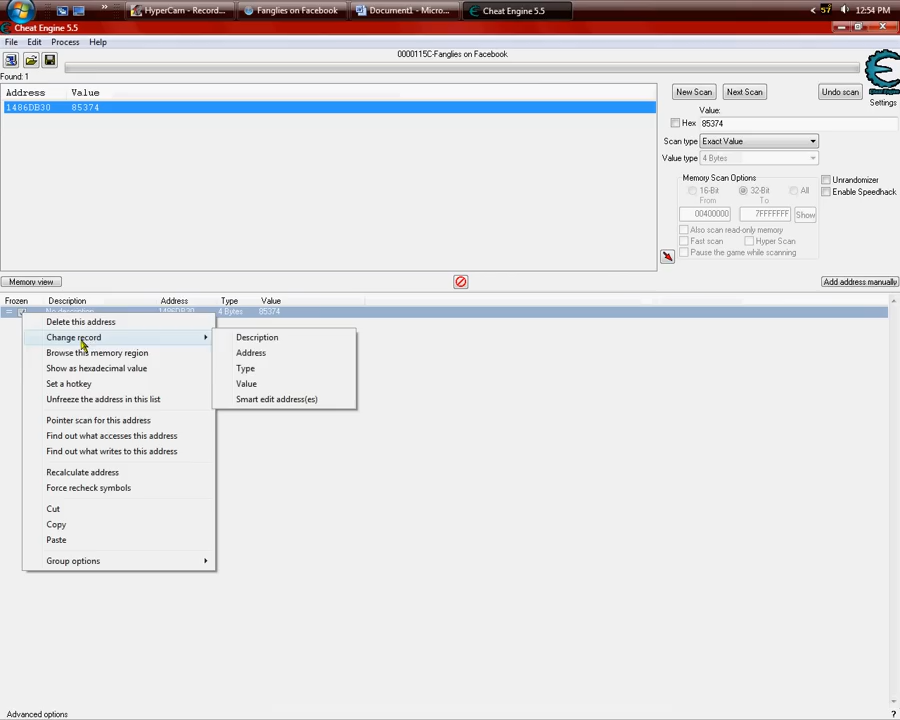 HyperCam - Record...
Fanglies on Facebook
Document1 - Micro...
Cheat Engine 5.5
57
12:54 PM
Cheat Engine 5.5
File Edit Process Help
0000115C-Fanglies on Facebook
Found: 1
Settings
Address Value
1486DB30 85374
New Scan Next Scan Undo scan
Value:
Hex 85374
Scan type Exact Value
Value type 4 Bytes
Memory Scan Options
16-Bit 32-Bit All
From To
00400000 7FFFFFFF Show
Also scan read-only memory
Fast scan Hyper Scan
Pause the game while scanning
Unrandomizer
Enable Speedhack
Memory view
Add address manually
Frozen Description Address Type Value
No description 1486DB30 4 Bytes 85374
Delete this address
Change record
Browse this memory region
Show as hexadecimal value
Set a hotkey
Unfreeze the address in this list
Pointer scan for this address
Find out what accesses this address
Find out what writes to this address
Recalculate address
Force recheck symbols
Cut
Copy
Paste
Group options
Description
Address
Type
Value
Smart edit address(es)
Advanced options
?